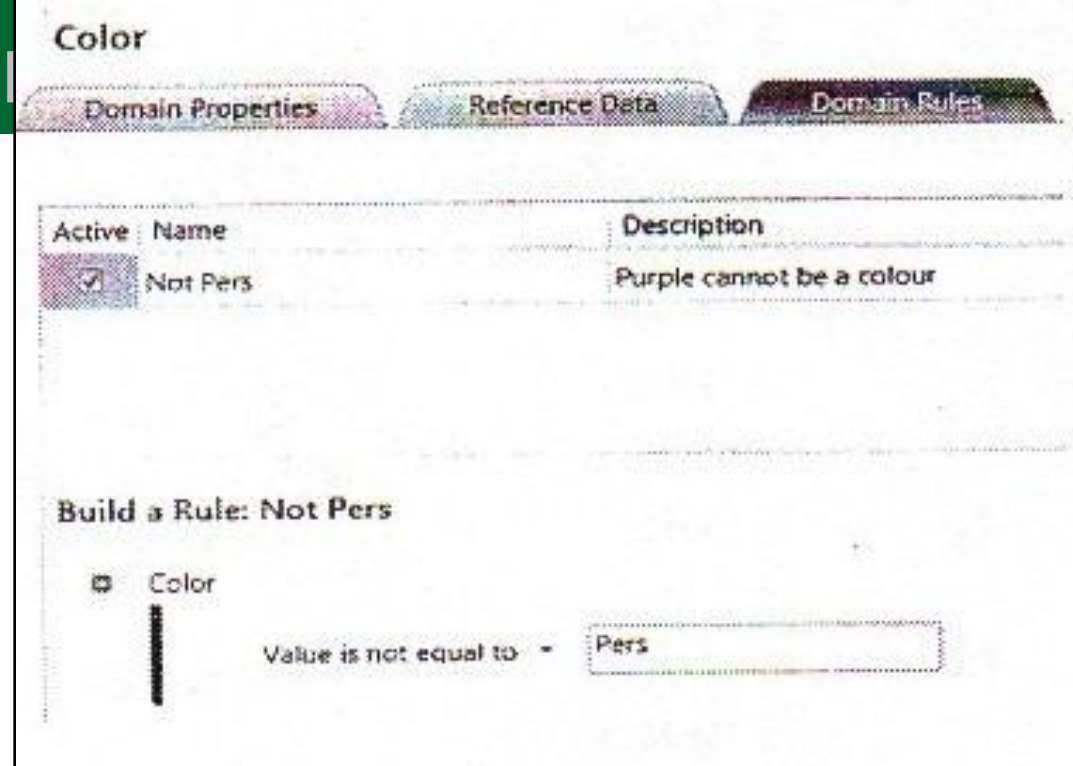 Color
Domain Properties Reference Data Domain Rules
Active Name Description
Not Pers Purple cannot be a colour
Build a Rule: Not Pers
Color
Value is not equal to Pers